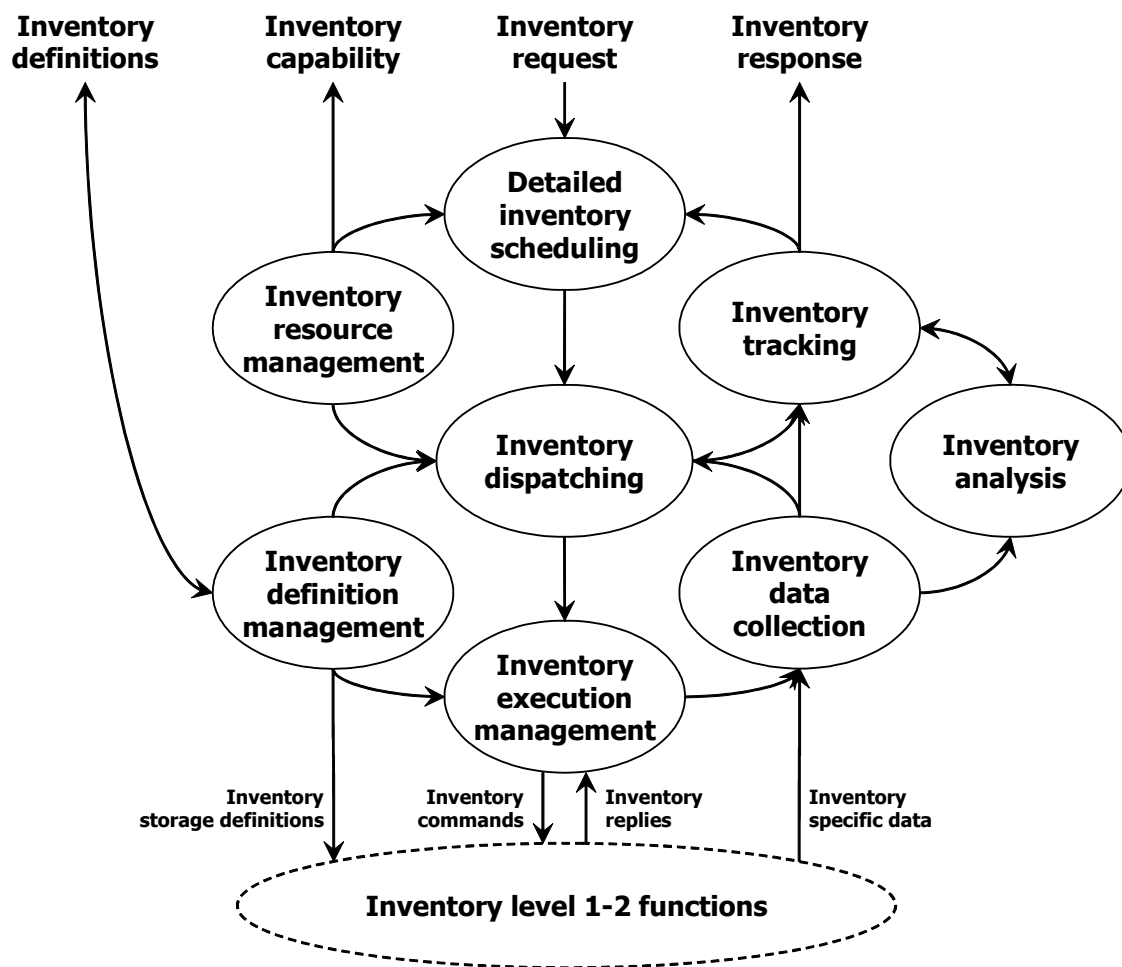 Inventory
definitions
Inventory
capability
Inventory
request
Inventory
response
Detailed
inventory
scheduling
Inventory
resource
management
Inventory
tracking
Inventory
dispatching
Inventory
analysis
Inventory
definition
management
Inventory
data
collection
Inventory
execution
management
Inventory
storage definitions
Inventory
commands
Inventory
replies
Inventory
specific data
Inventory level 1-2 functions